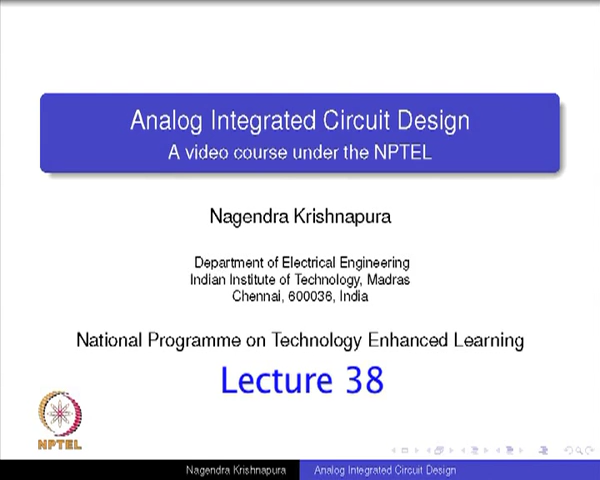 Analog Integrated Circuit Design
A video course under the NPTEL
Nagendra Krishnapura
Department of Electrical Engineering
Indian Institute of Technology, Madras
Chennai, 600036, India
National Programme on Technology Enhanced Learning
Lecture 38
NPTEL
Nagendra Krishnapura Analog Integrated Circuit Design